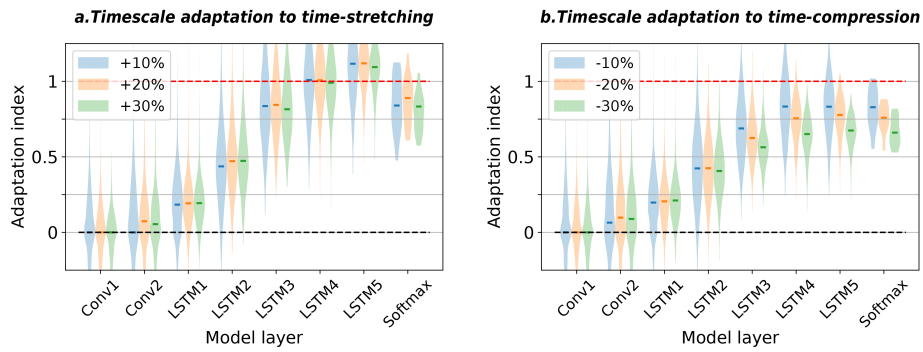 a.Timescale adaptation to time-stretching
Adaptation index
1
0.5
0
+10%
+20%
+30%
Conv1
Conv2
LSTM1
LSTM2
LSTM3
LSTM4
LSTM5
Softmax
Model layer
b.Timescale adaptation to time-compression
Adaptation index
1
0.5
0
-10%
-20%
-30%
Conv1
Conv2
LSTM1
LSTM2
LSTM3
LSTM4
LSTM5
Softmax
Model layer